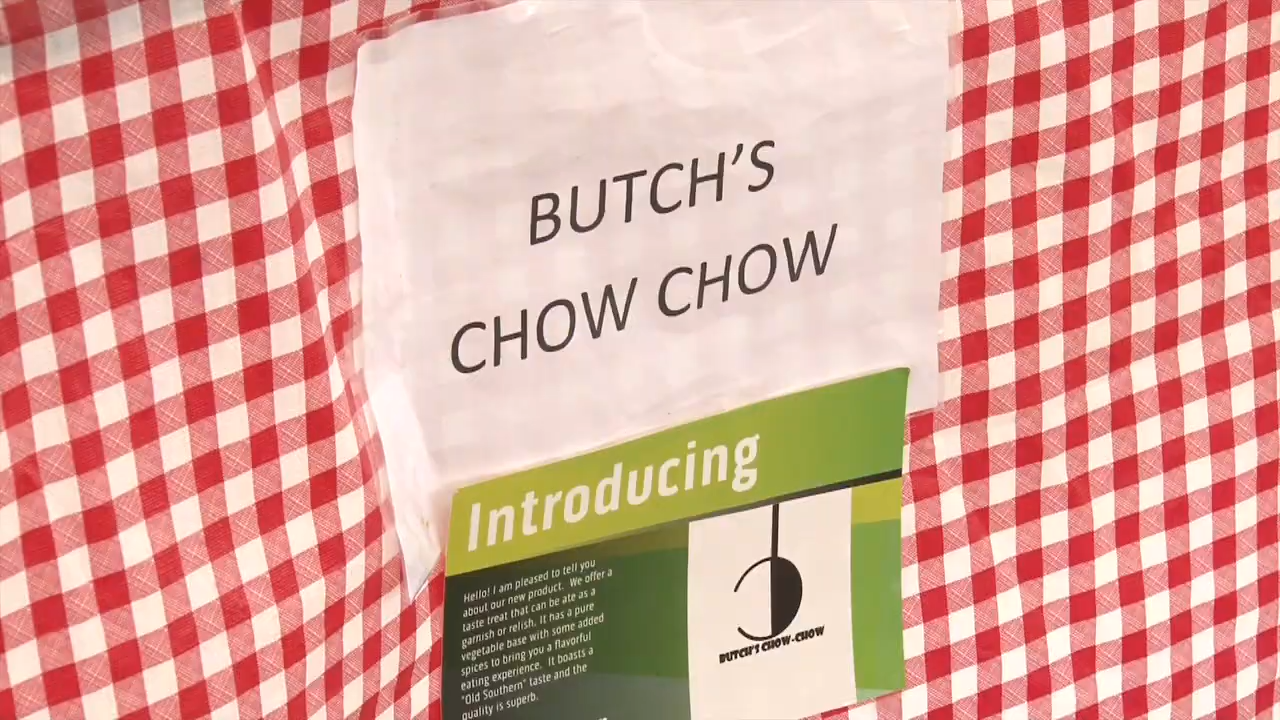 BUTCH'S
CHOW CHOW
Introducing
Hello! I am pleased to tell you
about our new product. We offer a
taste treat that can be ate as a
garnish or relish. It has a pure
vegetable base with some added
spices to bring you a flavorful
eating experience. It boasts a
"Old Southern" taste and the
quality is superb.
BUTCH'S CHOW-CHOW